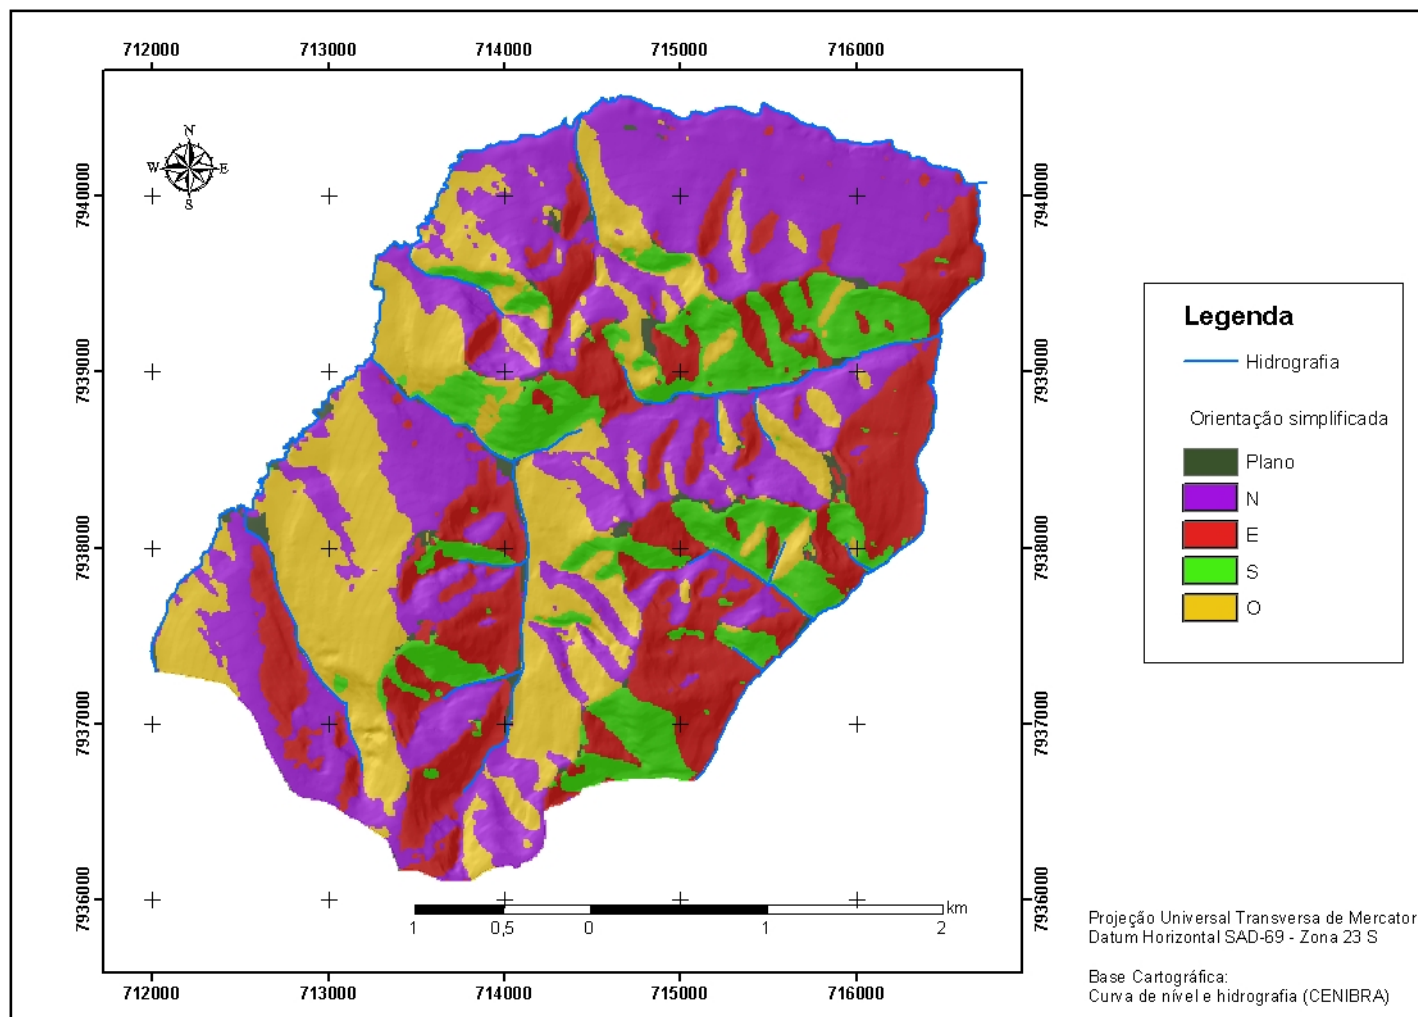 712000 713000 714000 715000 716000
N
W E
S
7940000 7940000
7939000 7939000
7938000 7938000
7937000 7937000
7936000 7936000
Legenda
Hidrografia
Orientação simplificada
Plano
N
E
S
O
km
1 0,5 0 1 2
712000 713000 714000 715000 716000
Projeção Universal Transversa de Mercator
Datum Horizontal SAD-69 - Zona 23 S
Base Cartográfica:
Curva de nível e hidrografia (CENIBRA)